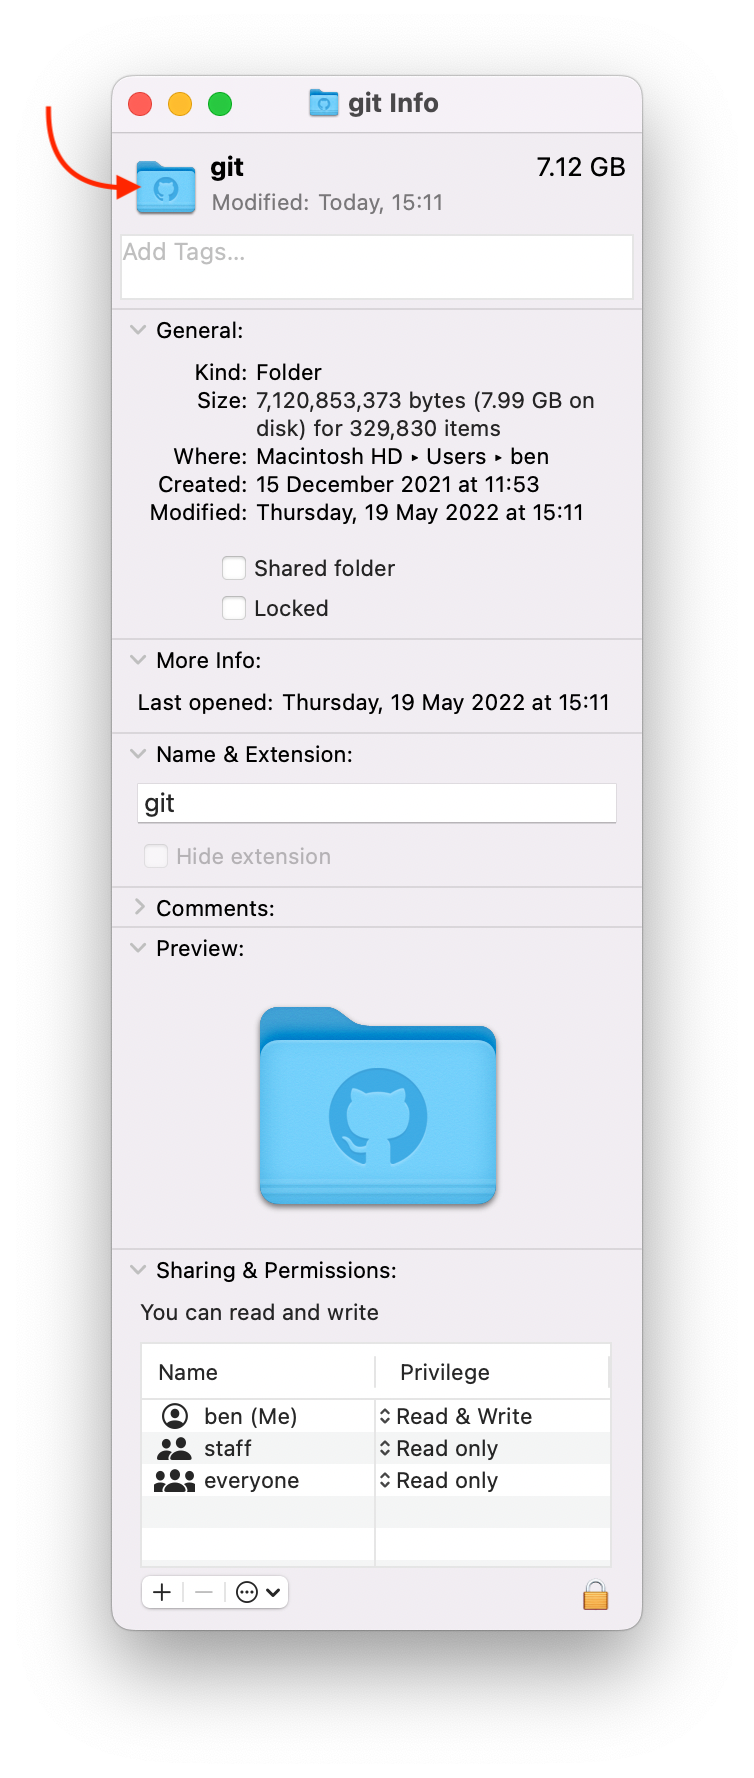 git Info
git 7.12 GB
Modified: Today, 15:11
Add Tags...
General:
Kind: Folder
Size: 7,120,853,373 bytes (7.99 GB on
disk) for 329,830 items
Where: Macintosh HD ▸ Users ▸ ben
Created: 15 December 2021 at 11:53
Modified: Thursday, 19 May 2022 at 15:11
Shared folder
Locked
More Info:
Last opened: Thursday, 19 May 2022 at 15:11
Name & Extension:
git
Hide extension
Comments:
Preview:
Sharing & Permissions:
You can read and write
Name Privilege
ben (Me) Read & Write
staff Read only
everyone Read only